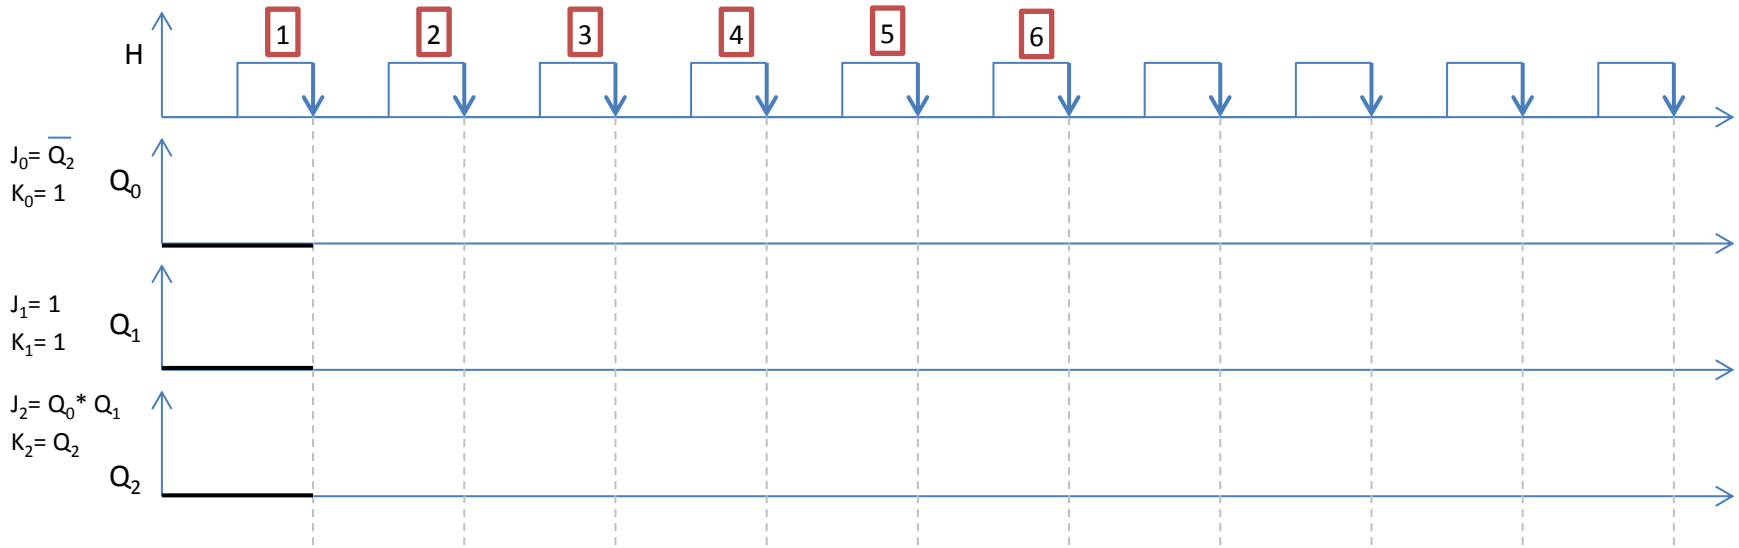 1 2 3 4 5 6
H
J₀= Q̅₂
K₀= 1
Q₀
J₁= 1
K₁= 1
Q₁
J₂= Q₀* Q₁
K₂= Q₂
Q₂